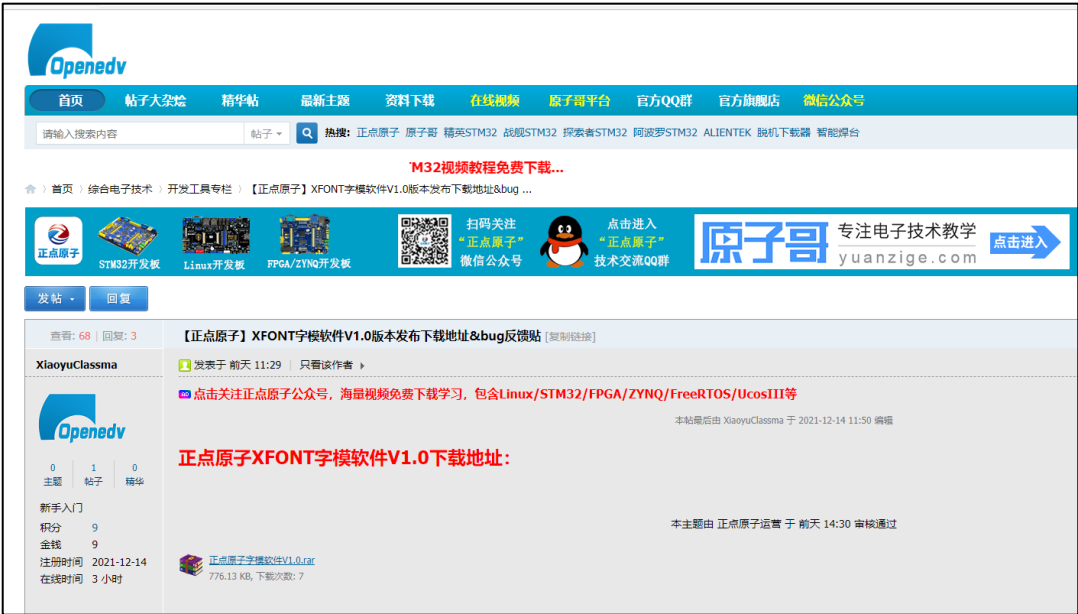 Openedv
首页 帖子大杂烩 精华帖 最新主题 资料下载 在线视频 原子哥平台 官方QQ群 官方旗舰店 微信公众号
请输入搜索内容 帖子 热搜: 正点原子 原子哥 精英STM32 战舰STM32 探索者STM32 阿波罗STM32 ALIENTEK 脱机下载器 智能焊台
M32视频教程免费下载...
首页 〉 综合电子技术 〉 开发工具专栏 〉 【正点原子】XFONT字模软件V1.0版本发布下载地址&bug ...
正点原子 STM32开发板 Linux开发板 FPGA/ZYNQ开发板
扫码关注
“正点原子”
微信公众号
点击进入
“正点原子”
技术交流QQ群
原子哥 专注电子技术教学
yuanzige.com
点击进入
发帖 回复
查看: 68 | 回复: 3 【正点原子】XFONT字模软件V1.0版本发布下载地址&bug反馈贴 [复制链接]
XiaoyuClassma 发表于 前天 11:29 | 只看该作者
点击关注正点原子公众号，海量视频免费下载学习，包含Linux/STM32/FPGA/ZYNQ/FreeRTOS/UcosIII等
本帖最后由 XiaoyuClassma 于 2021-12-14 11:50 编辑
Openedv
正点原子XFONT字模软件V1.0下载地址：
0 1 0
主题 帖子 精华
新手入门
积分 9
金钱 9
注册时间 2021-12-14
在线时间 3 小时
本主题由 正点原子运营 于 前天 14:30 审核通过
正点原子字模软件V1.0.rar
776.13 KB, 下载次数: 7